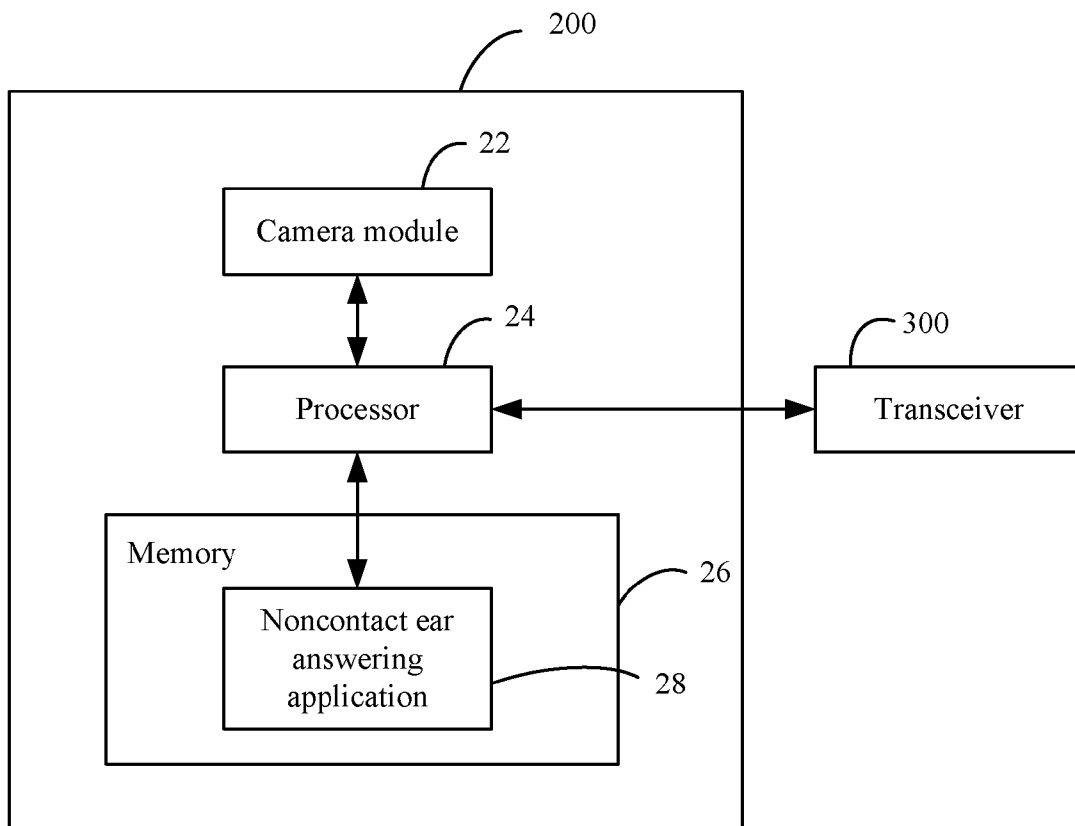 200
22
Camera module
24
300
Processor
Transceiver
Memory
26
Noncontact ear
answering
application
28